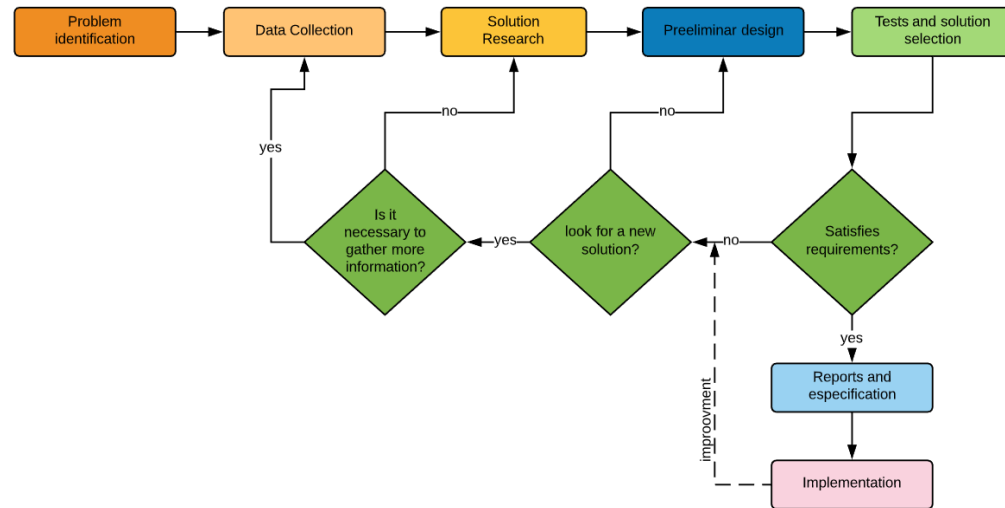 Problem
identification
Data Collection
Solution
Research
Preeliminar design
Tests and solution
selection
no
no
yes
Is it
necessary to
gather more
information?
yes
look for a new
solution?
no
Satisfies
requirements?
yes
Reports and
especification
improovment
Implementation